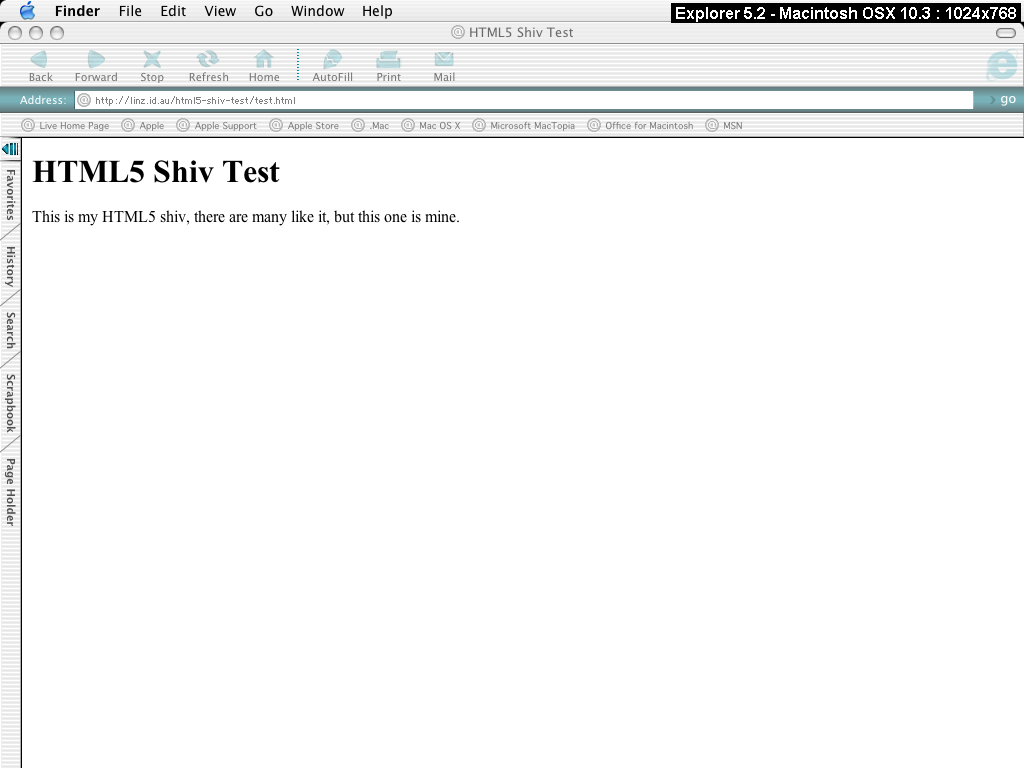 Finder File Edit View Go Window Help
Explorer 5.2 - Macintosh OSX 10.3 : 1024x768
HTML5 Shiv Test
Back Forward Stop Refresh Home AutoFill Print Mail
Address: http://linz.id.au/html5-shiv-test/test.html go
Live Home Page Apple Apple Support Apple Store .Mac Mac OS X Microsoft MacTopia Office for Macintosh MSN
Favorites
History
Search
Scrapbook
Page Holder
HTML5 Shiv Test
This is my HTML5 shiv, there are many like it, but this one is mine.